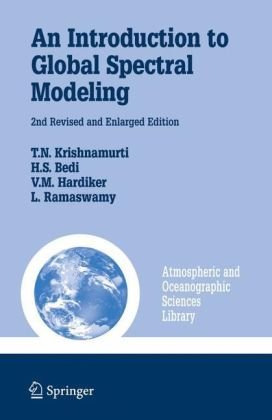 An Introduction to
Global Spectral
Modeling
2nd Revised and Enlarged Edition
T.N. Krishnamurti
H.S. Bedi
V.M. Hardiker
L. Ramaswamy
Atmospheric and
Oceanographic
Sciences
Library
Springer